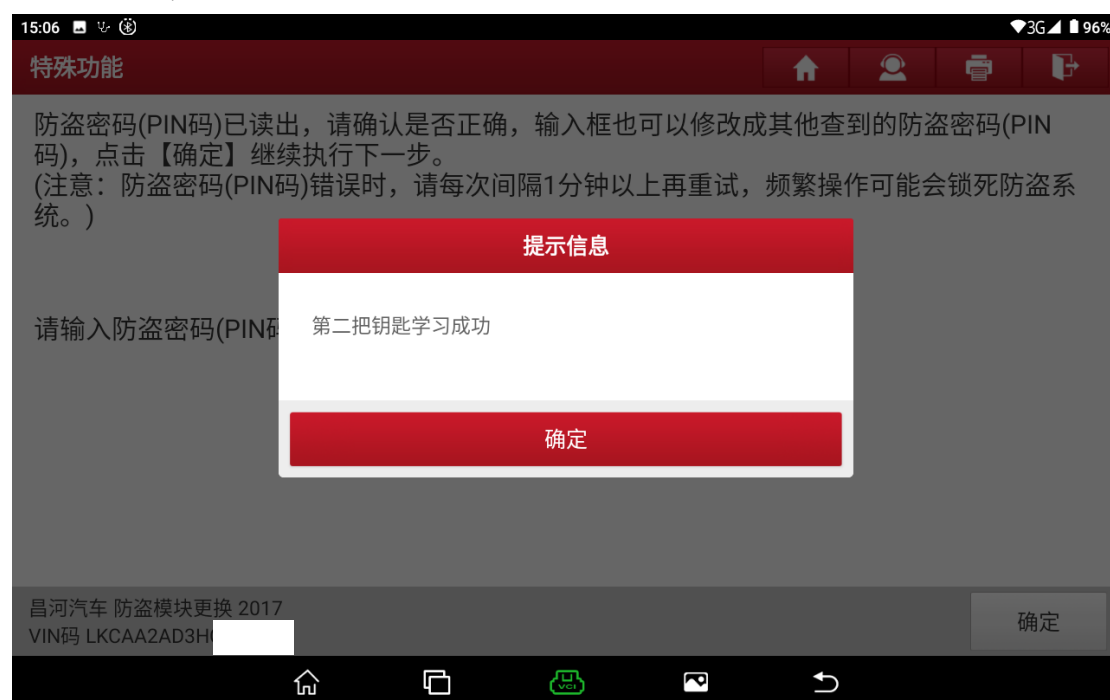 15:06
3G
96%
特殊功能
防盗密码(PIN码)已读出，请确认是否正确，输入框也可以修改成其他查到的防盗密码(PIN
码)，点击【确定】继续执行下一步。
(注意：防盗密码(PIN码)错误时，请每次间隔1分钟以上再重试，频繁操作可能会锁死防盗系
统。)
提示信息
请输入防盗密码(PIN
第二把钥匙学习成功
确定
昌河汽车 防盗模块更换 2017
VIN码 LKCAA2AD3H
确定
VCI